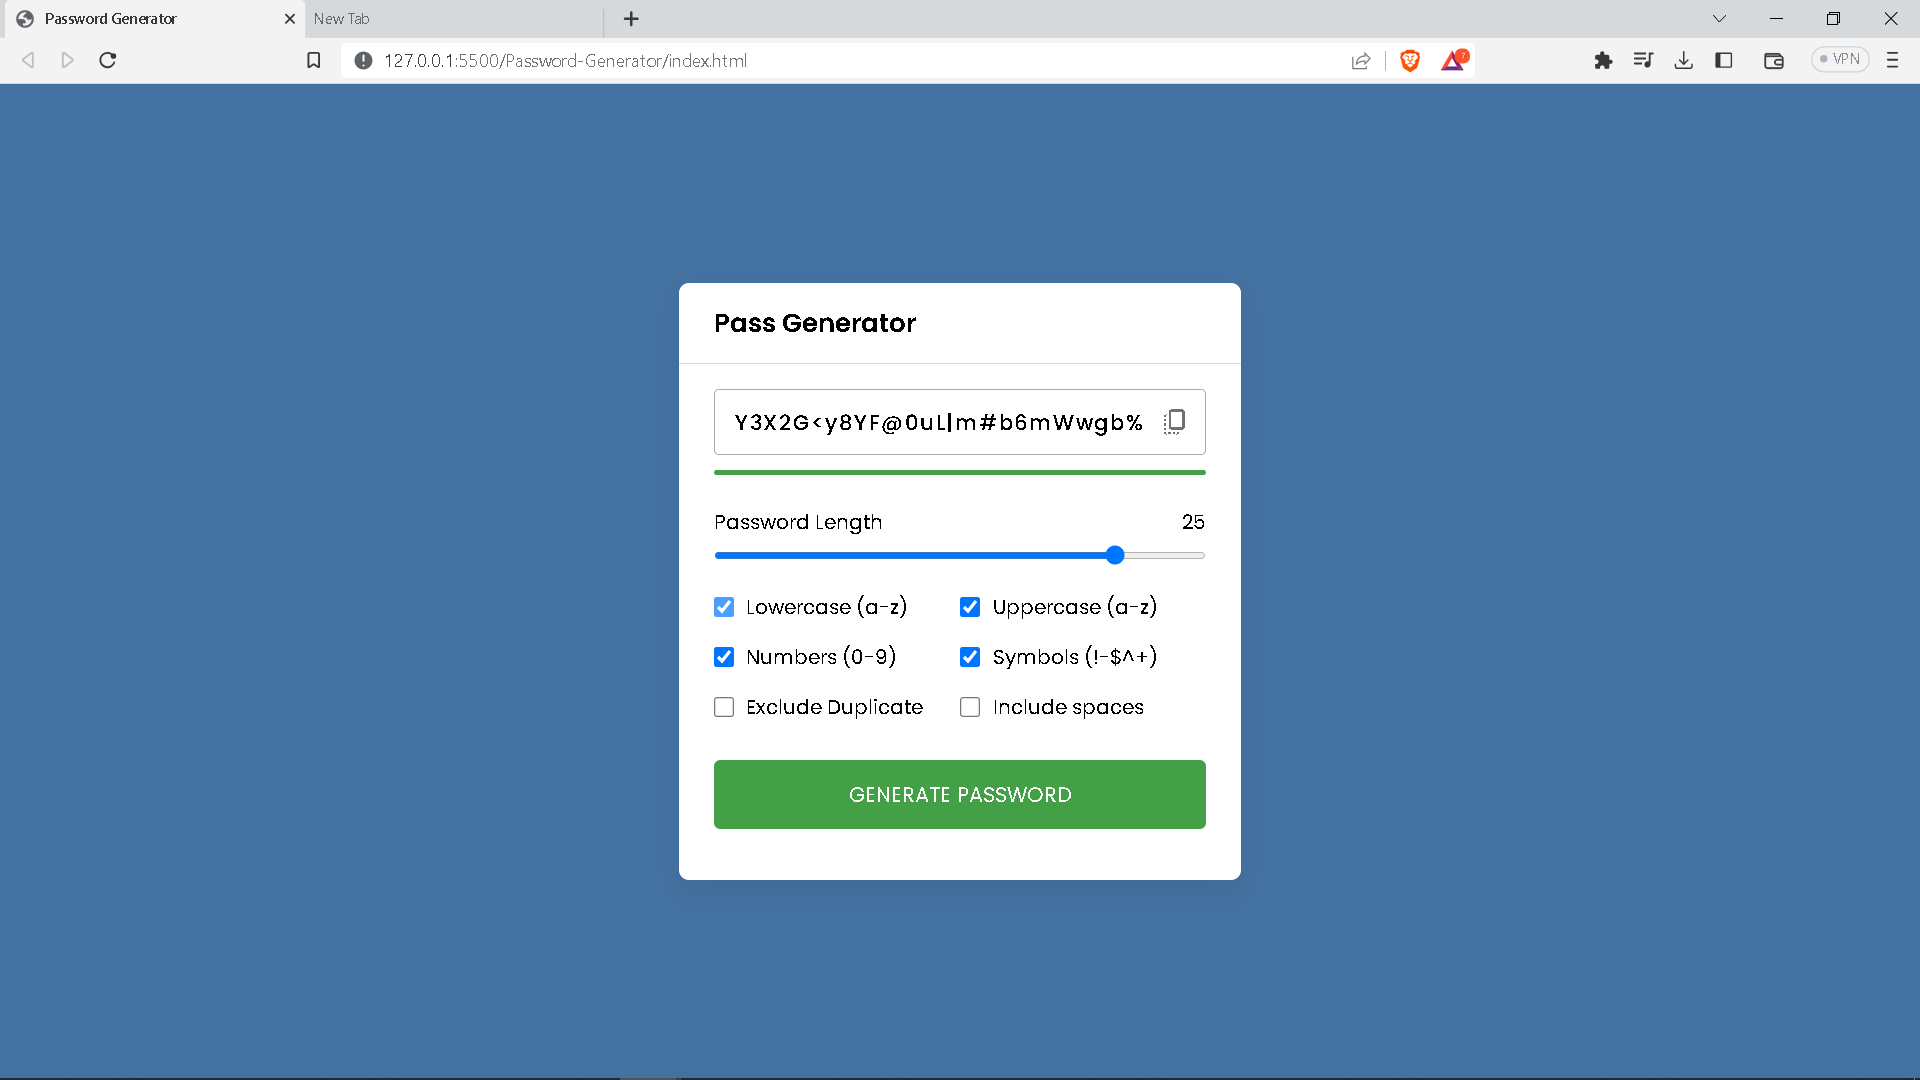 Password Generator
New Tab
127.0.0.1:5500/Password-Generator/index.html
7
VPN
Pass Generator
Y3X2G<y8YF@0uL|m#b6mWwgb%
Password Length 25
Lowercase (a-z) Uppercase (a-z)
Numbers (0-9) Symbols (!-$^+)
Exclude Duplicate Include spaces
GENERATE PASSWORD